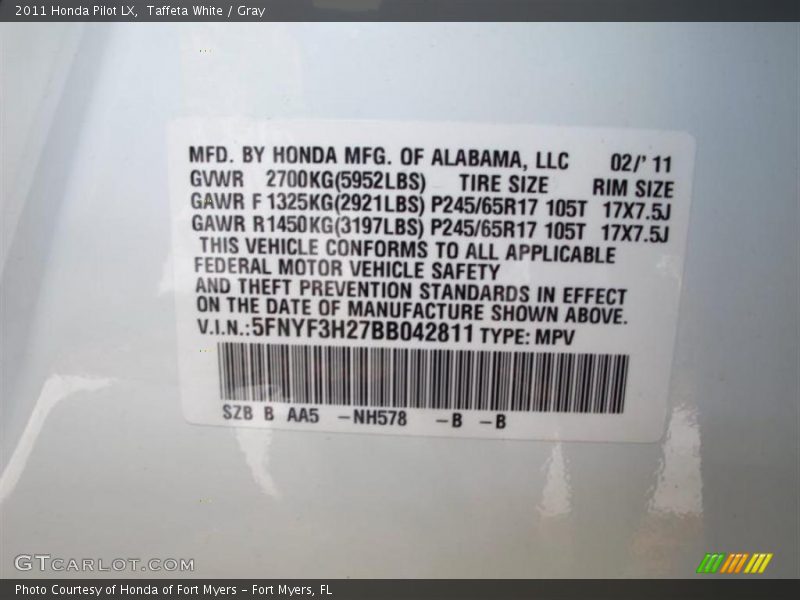 2011 Honda Pilot LX,  Taffeta White / Gray
MFD. BY HONDA MFG. OF ALABAMA, LLC 02/' 11
GVWR 2700KG(5952LBS) TIRE SIZE RIM SIZE
GAWR F 1325KG(2921LBS) P245/65R17 105T 17X7.5J
GAWR R1450KG(3197LBS) P245/65R17 105T 17X7.5J
THIS VEHICLE CONFORMS TO ALL APPLICABLE
FEDERAL MOTOR VEHICLE SAFETY
AND THEFT PREVENTION STANDARDS IN EFFECT
ON THE DATE OF MANUFACTURE SHOWN ABOVE.
V.I.N.:5FNYF3H27BB042811 TYPE: MPV
SZB B AA5 –NH578 –B –B
GTCARLOT.COM
Photo Courtesy of Honda of Fort Myers – Fort Myers, FL